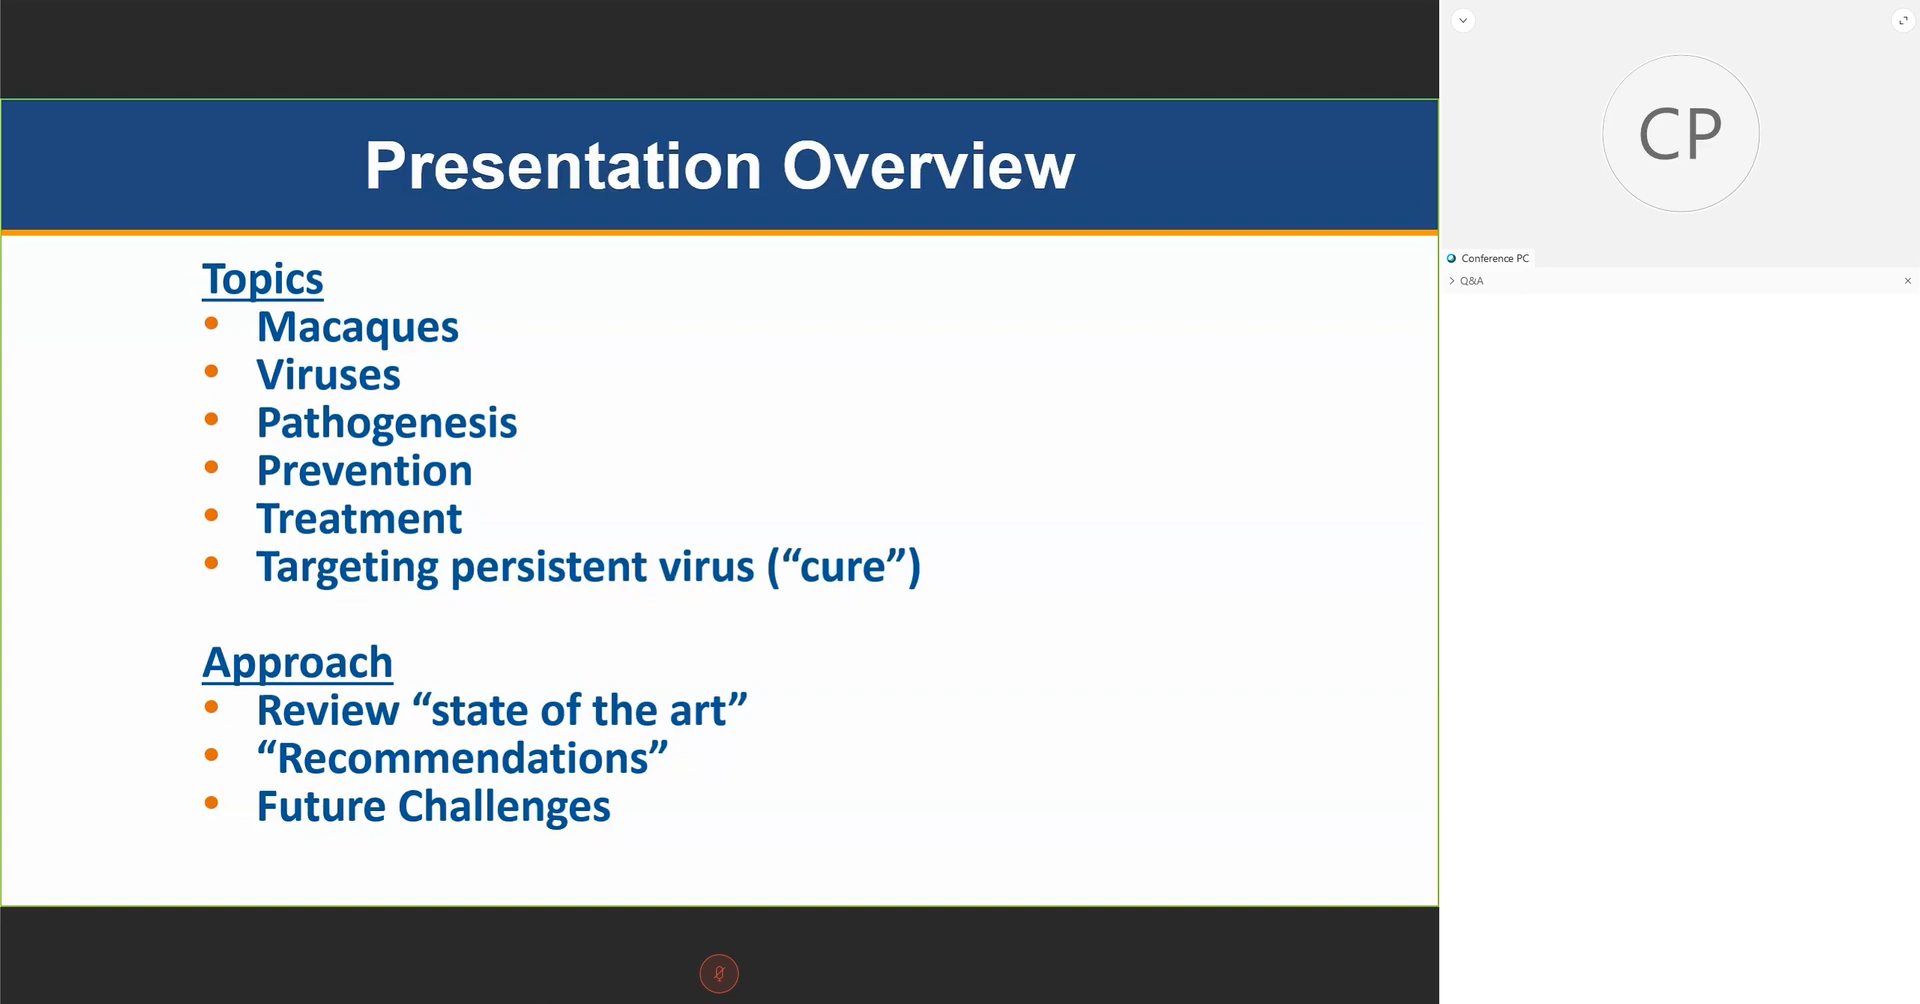 Presentation Overview
Topics
• Macaques
• Viruses
• Pathogenesis
• Prevention
• Treatment
• Targeting persistent virus (“cure”)
Approach
• Review “state of the art”
• “Recommendations”
• Future Challenges
CP
Conference PC
Q&A